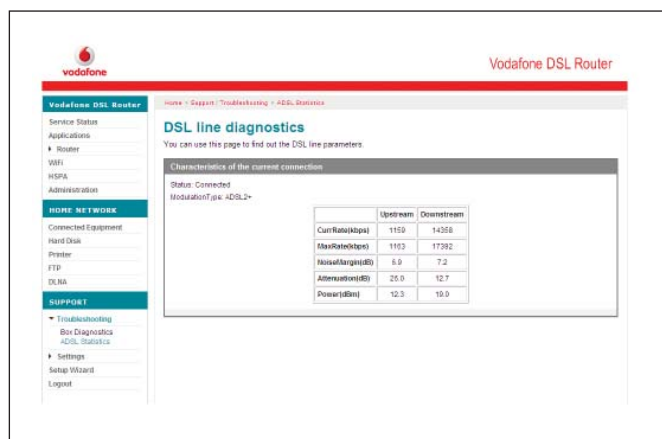 vodafone
Vodafone DSL Router
Vodafone DSL Router
Service Status
Applications
Router
WiFi
HSPA
Administration
HOME NETWORK
Connected Equipment
Hard Disk
Printer
FTP
DLNA
SUPPORT
Troubleshooting
Box Diagnostics
ADSL Statistics
Settings
Setup Wizard
Logout
Home > Support / Troubleshooting > ADSL Statistics
DSL line diagnostics
You can use this page to find out the DSL line parameters.
Characteristics of the current connection
Status: Connected
ModulationType: ADSL2+
Upstream Downstream
CurrRate(kbps) 1159 14358
MaxRate(kbps) 1163 17392
NoiseMargin(dB) 5.9 7.2
Attenuation(dB) 25.0 12.7
Power(dBm) 12.3 19.0